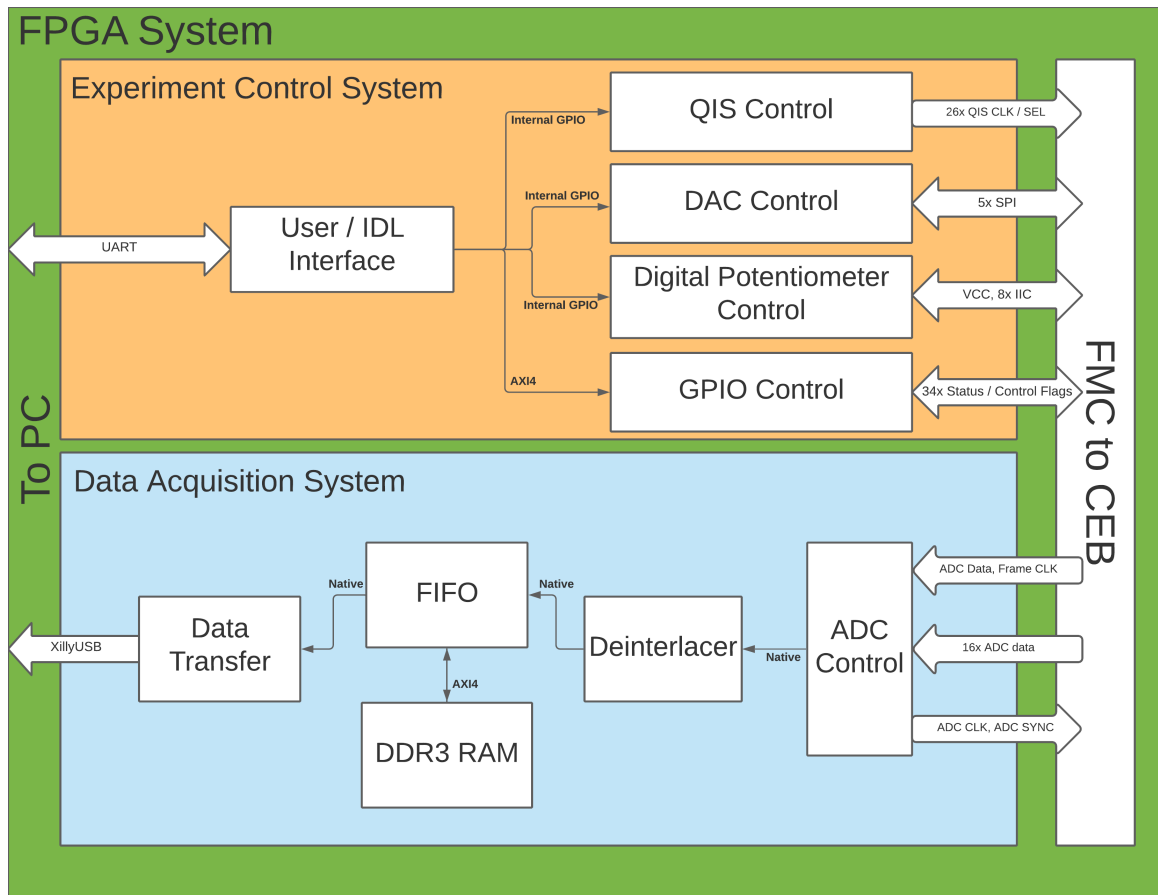 FPGA System
Experiment Control System
QIS Control
Internal GPIO
26x QIS CLK / SEL
DAC Control
Internal GPIO
5x SPI
User / IDL
Interface
UART
Digital Potentiometer
Control
Internal GPIO
VCC, 8x IIC
GPIO Control
AXI4
34x Status / Control Flags
To PC
FMC to CEB
Data Acquisition System
ADC Data, Frame CLK
FIFO
Native
Native
Data
Transfer
XillyUSB
Deinterlacer
Native
ADC
Control
16x ADC data
AXI4
DDR3 RAM
ADC CLK, ADC SYNC